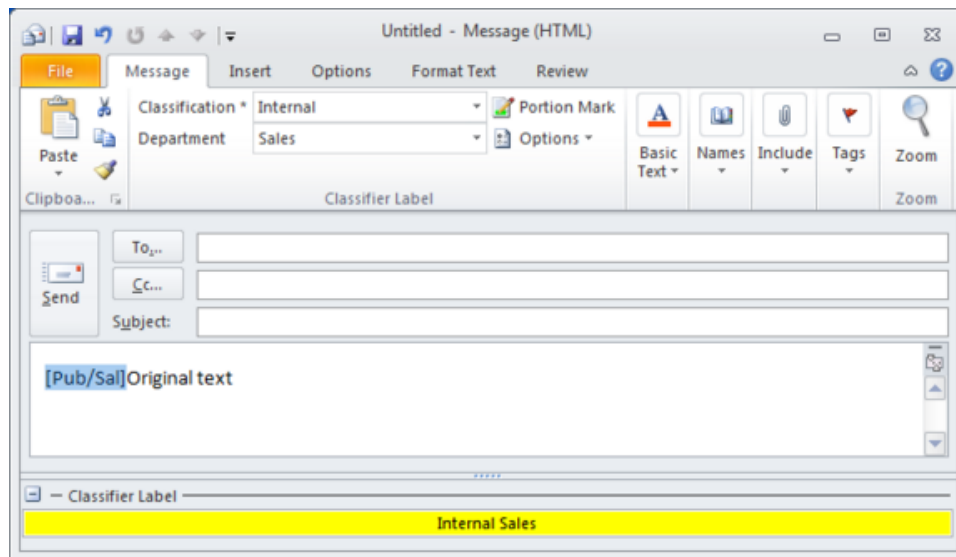 Untitled - Message (HTML)
File Message Insert Options Format Text Review
Classification * Internal Portion Mark
Department Sales Options
Paste
Basic Text Names Include Tags Zoom
Clipboa... Classifier Label Zoom
To...
Cc...
Send
Subject:
[Pub/Sal]Original text
Classifier Label
Internal Sales